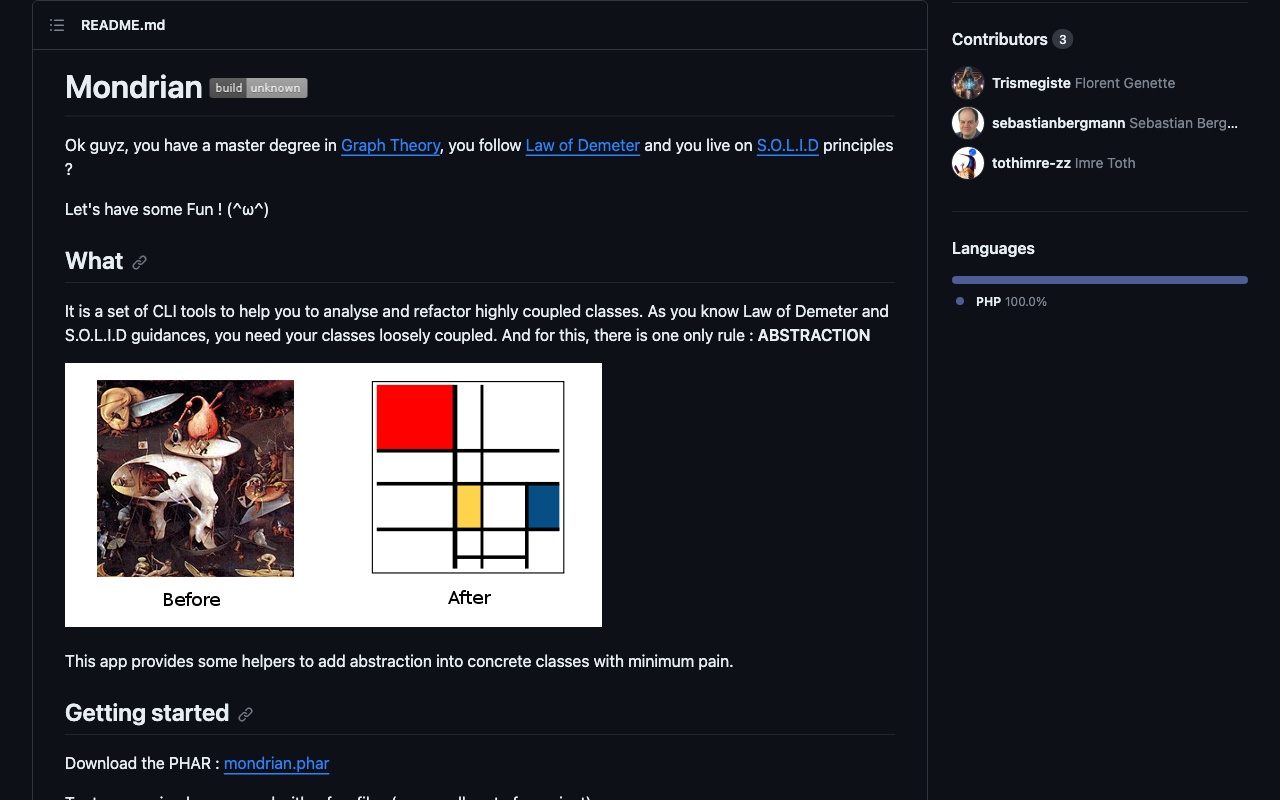 README.md
Mondrian build unknown
Ok guyz, you have a master degree in Graph Theory, you follow Law of Demeter and you live on S.O.L.I.D principles
?
Let's have some Fun ! (^ω^)
What
It is a set of CLI tools to help you to analyse and refactor highly coupled classes. As you know Law of Demeter and
S.O.L.I.D guidances, you need your classes loosely coupled. And for this, there is one only rule : ABSTRACTION
Before
After
This app provides some helpers to add abstraction into concrete classes with minimum pain.
Getting started
Download the PHAR : mondrian.phar
Contributors 3
Trismegiste Florent Genette
sebastianbergmann Sebastian Berg...
tothimre-zz Imre Toth
Languages
PHP 100.0%